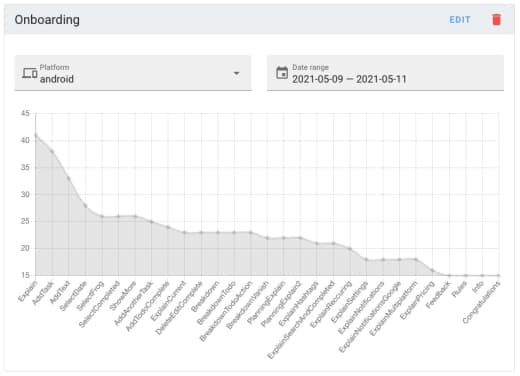 Onboarding
EDIT
Platform
android
Date range
2021-05-09 — 2021-05-11
45
40
35
30
25
20
15
Explain
AddTask
AddText
SelectDate
SelectFrog
SelectCompleted
ShowMore
AddAnotherTask
AddTodoComplete
ExplainCurrent
DeleteEditComplete
Breakdown
BreakdownTodo
BreakdownTodoAction
BreakdownVanish
PlanningExplain
PlanningExplain2
ExplainHashtags
ExplainSearchAndCompleted
ExplainRecurring
ExplainSettings
ExplainNotifications
ExplainNotificationsGoogle
ExplainMultiplatform
ExplainPricing
Feedback
Rules
Info
Congratulations